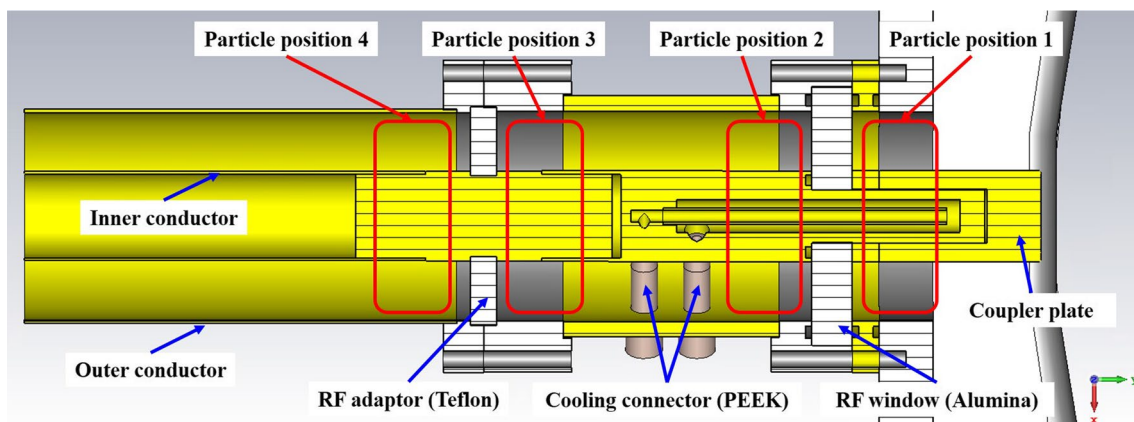 Particle position 4
Particle position 3
Particle position 2
Particle position 1
Inner conductor
Outer conductor
RF adaptor (Teflon)
Cooling connector (PEEK)
RF window (Alumina)
Coupler plate
y
x